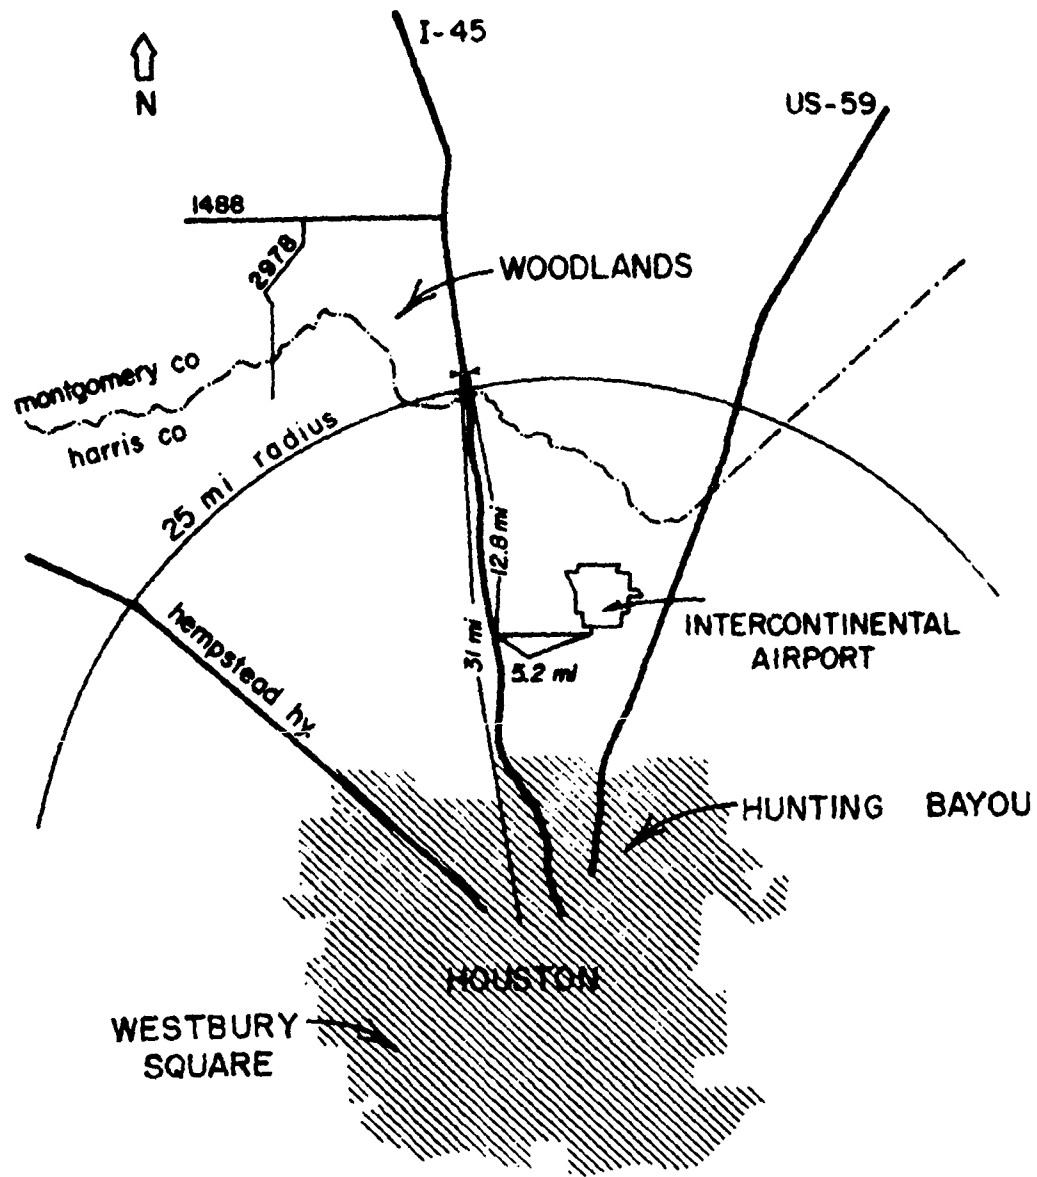 I-45
N
US-59
1488
2978
WOODLANDS
montgomery co
harris co
25 mi radius
12.8 mi
hempstead hy.
31 mi
5.2 mi
INTERCONTINENTAL
AIRPORT
HUNTING BAYOU
HOUSTON
WESTBURY
SQUARE